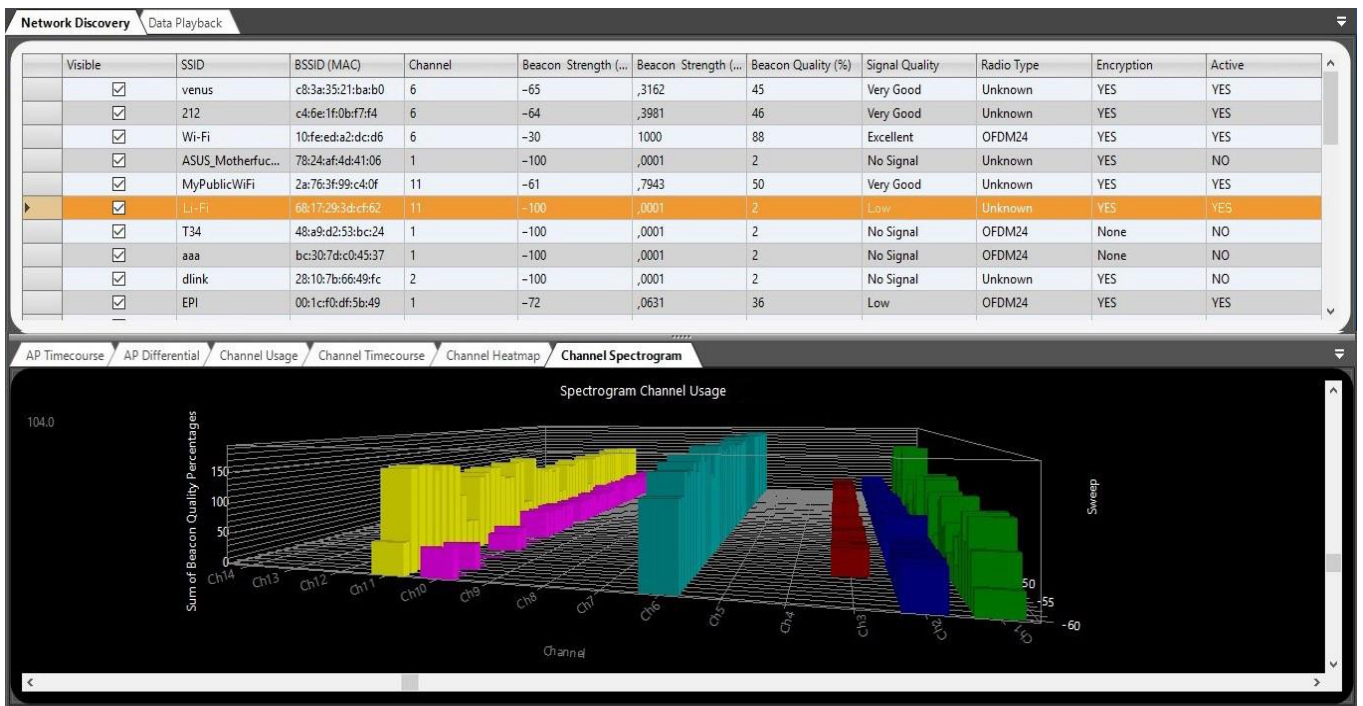 Network Discovery Data Playback
Visible SSID BSSID (MAC) Channel Beacon Strength (... Beacon Strength (... Beacon Quality (%) Signal Quality Radio Type Encryption Active
venus c8:3a:35:21:ba:b0 6 -65 ,3162 45 Very Good Unknown YES YES
212 c4:6e:1f:0b:f7:f4 6 -64 ,3981 46 Very Good Unknown YES YES
Wi-Fi 10:fe:ed:a2:dc:d6 6 -30 1000 88 Excellent OFDM24 YES YES
ASUS_Motherfuc... 78:24:af:4d:41:06 1 -100 ,0001 2 No Signal Unknown YES NO
MyPublicWiFi 2a:76:3f:99:c4:0f 11 -61 ,7943 50 Very Good Unknown YES YES
Li-Fi 68:17:29:3d:cf:62 11 -100 ,0001 2 Low Unknown YES YES
T34 48:a9:d2:53:bc:24 1 -100 ,0001 2 No Signal OFDM24 None NO
aaa bc:30:7d:c0:45:37 1 -100 ,0001 2 No Signal OFDM24 None NO
dlink 28:10:7b:66:49:fc 2 -100 ,0001 2 No Signal Unknown YES NO
EPI 00:1c:f0:df:5b:49 1 -72 ,0631 36 Low OFDM24 YES YES
AP Timecourse AP Differential Channel Usage Channel Timecourse Channel Heatmap Channel Spectrogram
Spectrogram Channel Usage
104.0
Sum of Beacon Quality Percentages
150
100
50
0
Ch14 Ch13 Ch12 Ch11 Ch10 Ch9 Ch8 Ch7 Ch6 Ch5 Ch4 Ch3 Ch2 Ch1
Channel
Sweep
50
-55
-60